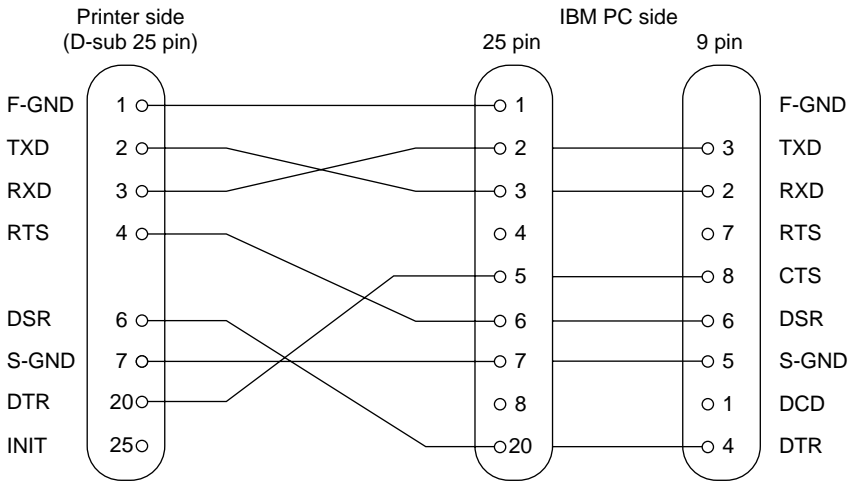 Printer side
(D-sub 25 pin)
IBM PC side
25 pin
9 pin
F-GND 1 1 F-GND
TXD 2 2 3 TXD
RXD 3 3 2 RXD
RTS 4 4 7 RTS
5 8 CTS
DSR 6 6 6 DSR
S-GND 7 7 5 S-GND
DTR 20 8 1 DCD
INIT 25 20 4 DTR